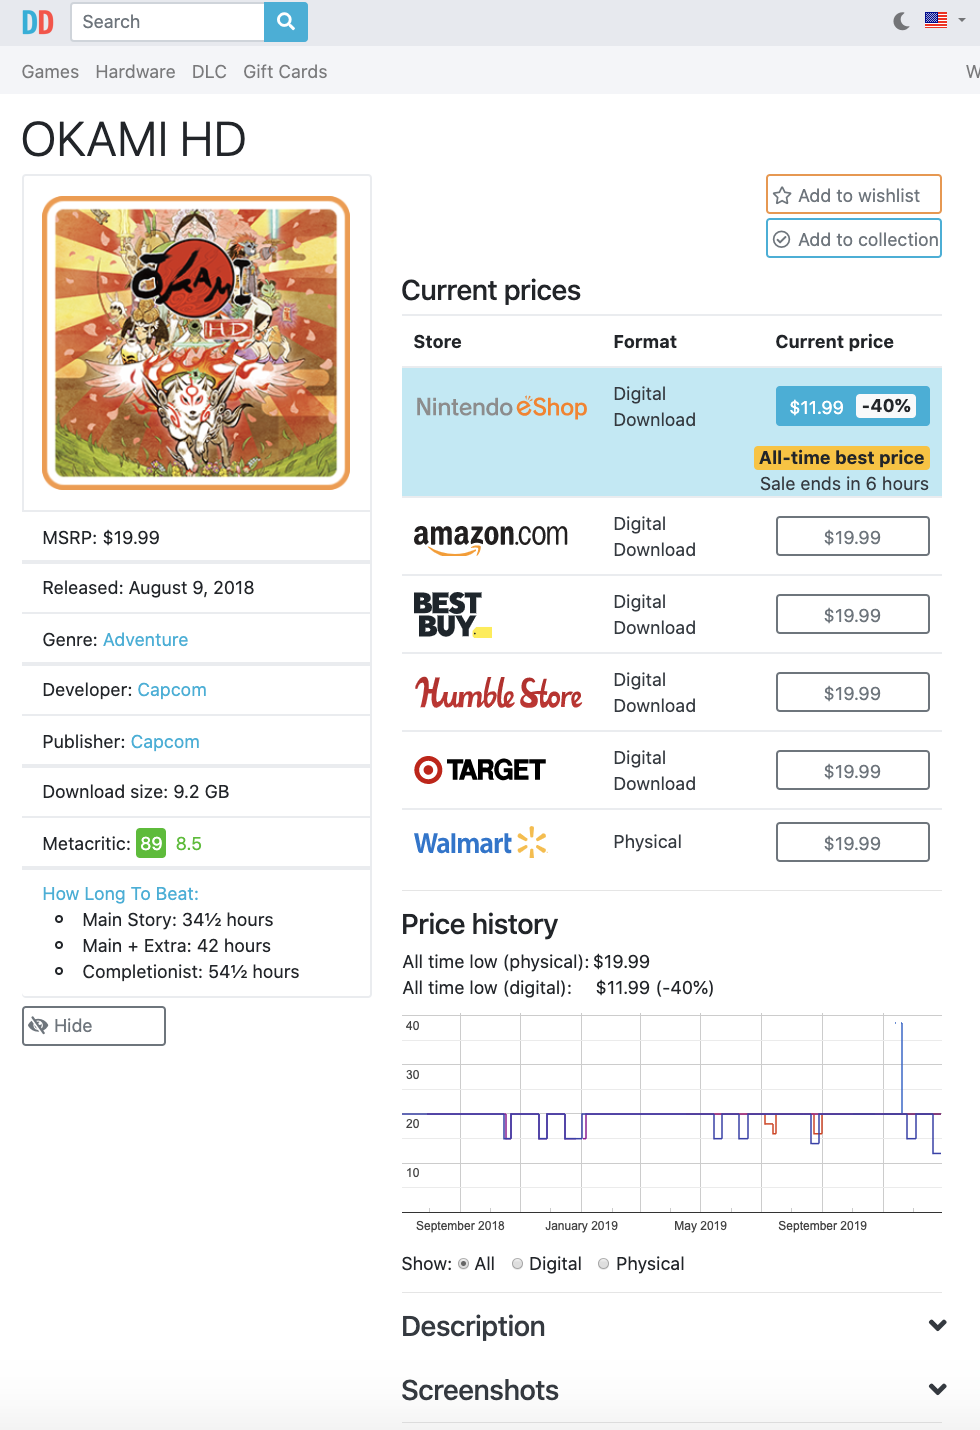 DD
Search
Games Hardware DLC Gift Cards W
OKAMI HD
ŌKAMI
HD
Add to wishlist
Add to collection
MSRP: $19.99
Released: August 9, 2018
Genre: Adventure
Developer: Capcom
Publisher: Capcom
Download size: 9.2 GB
Metacritic: 89 8.5
How Long To Beat:
Main Story: 34½ hours
Main + Extra: 42 hours
Completionist: 54½ hours
Hide
Current prices
Store Format Current price
Nintendo eShop Digital Download $11.99 -40%
All-time best price
Sale ends in 6 hours
amazon.com Digital Download $19.99
BEST BUY Digital Download $19.99
Humble Store Digital Download $19.99
TARGET Digital Download $19.99
Walmart Physical $19.99
Price history
All time low (physical): $19.99
All time low (digital): $11.99 (-40%)
40
30
20
10
September 2018 January 2019 May 2019 September 2019
Show: All Digital Physical
Description
Screenshots